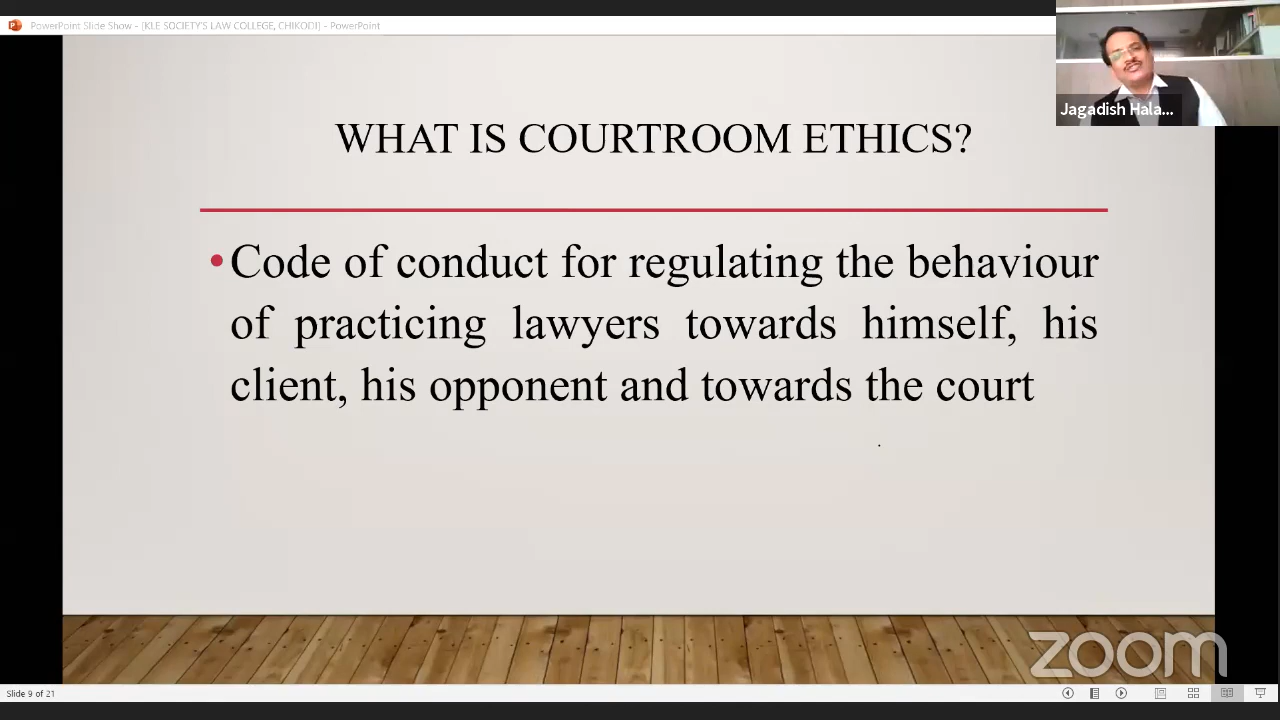 PowerPoint Slide Show - [KLE SOCIETY'S LAW COLLEGE, CHIKODI] - PowerPoint
Jagadish Hala...
WHAT IS COURTROOM ETHICS?
•Code of conduct for regulating the behaviour
of practicing lawyers towards himself, his
client, his opponent and towards the court
zoom
Slide 9 of 21